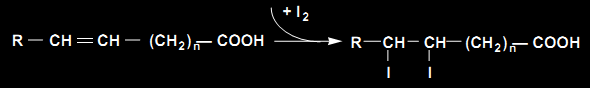 + I₂
R — CH = CH — (CH₂)ₙ — COOH
R — CH — CH — (CH₂)ₙ — COOH
I I